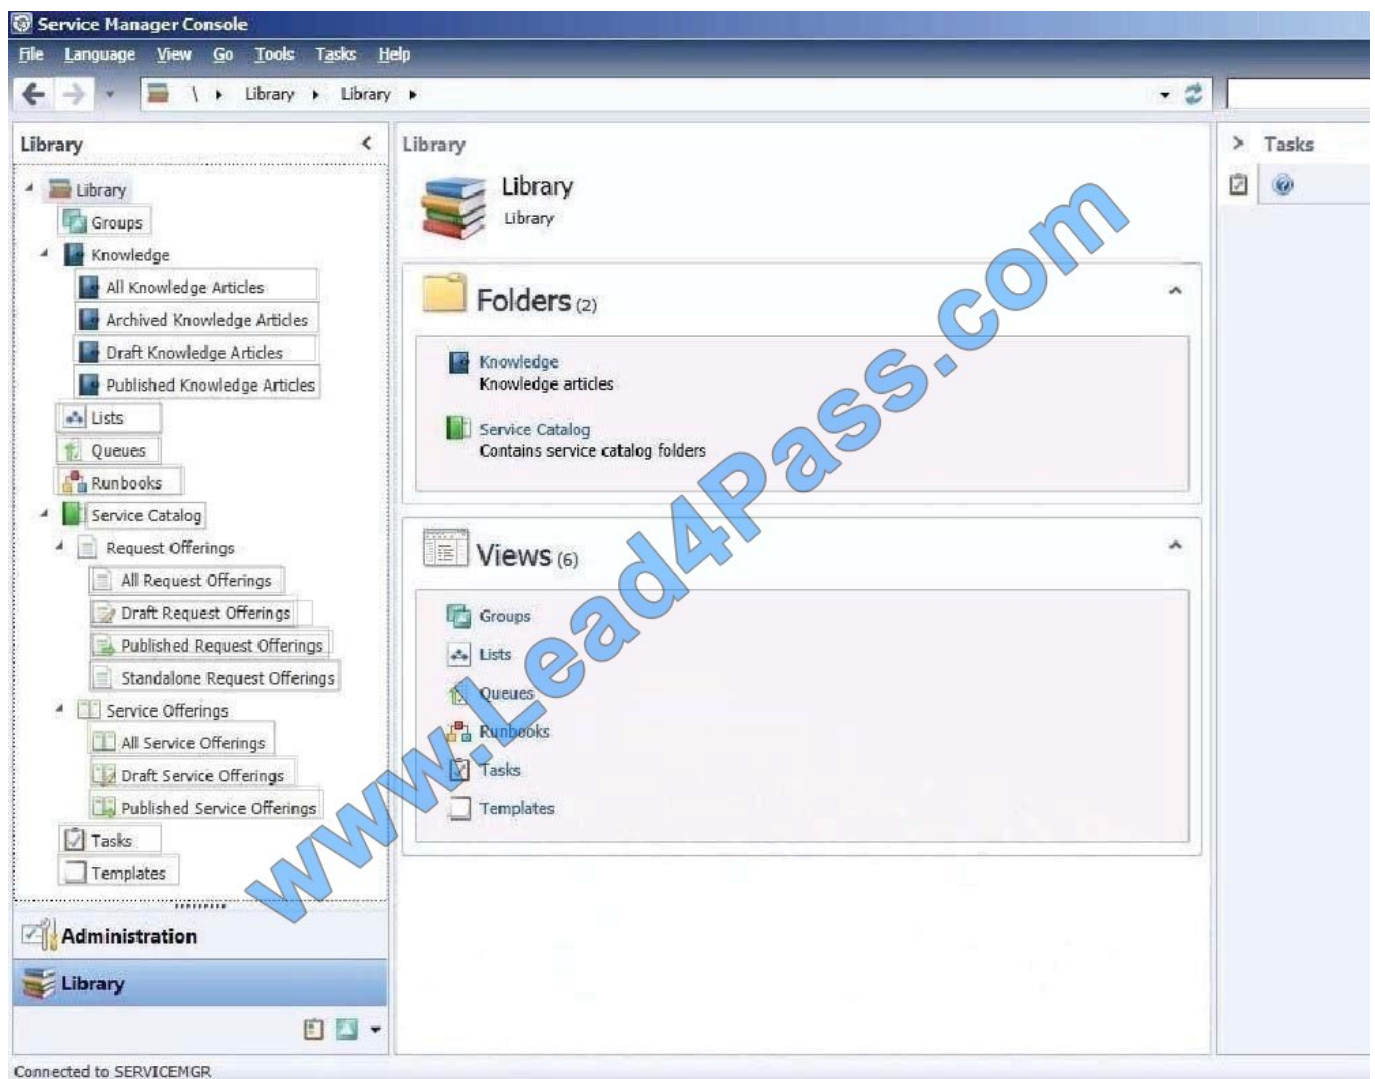 Service Manager Console
File Language View Go Tools Tasks Help
\ Library Library
Library
Library
Groups
Knowledge
All Knowledge Articles
Archived Knowledge Articles
Draft Knowledge Articles
Published Knowledge Articles
Lists
Queues
Runbooks
Service Catalog
Request Offerings
All Request Offerings
Draft Request Offerings
Published Request Offerings
Standalone Request Offerings
Service Offerings
All Service Offerings
Draft Service Offerings
Published Service Offerings
Tasks
Templates
Administration
Library
Connected to SERVICEMGR
Library
Library
Library
Folders (2)
Knowledge
Knowledge articles
Service Catalog
Contains service catalog folders
Views (6)
Groups
Lists
Queues
Runbooks
Tasks
Templates
Tasks
www.Lead4Pass.com